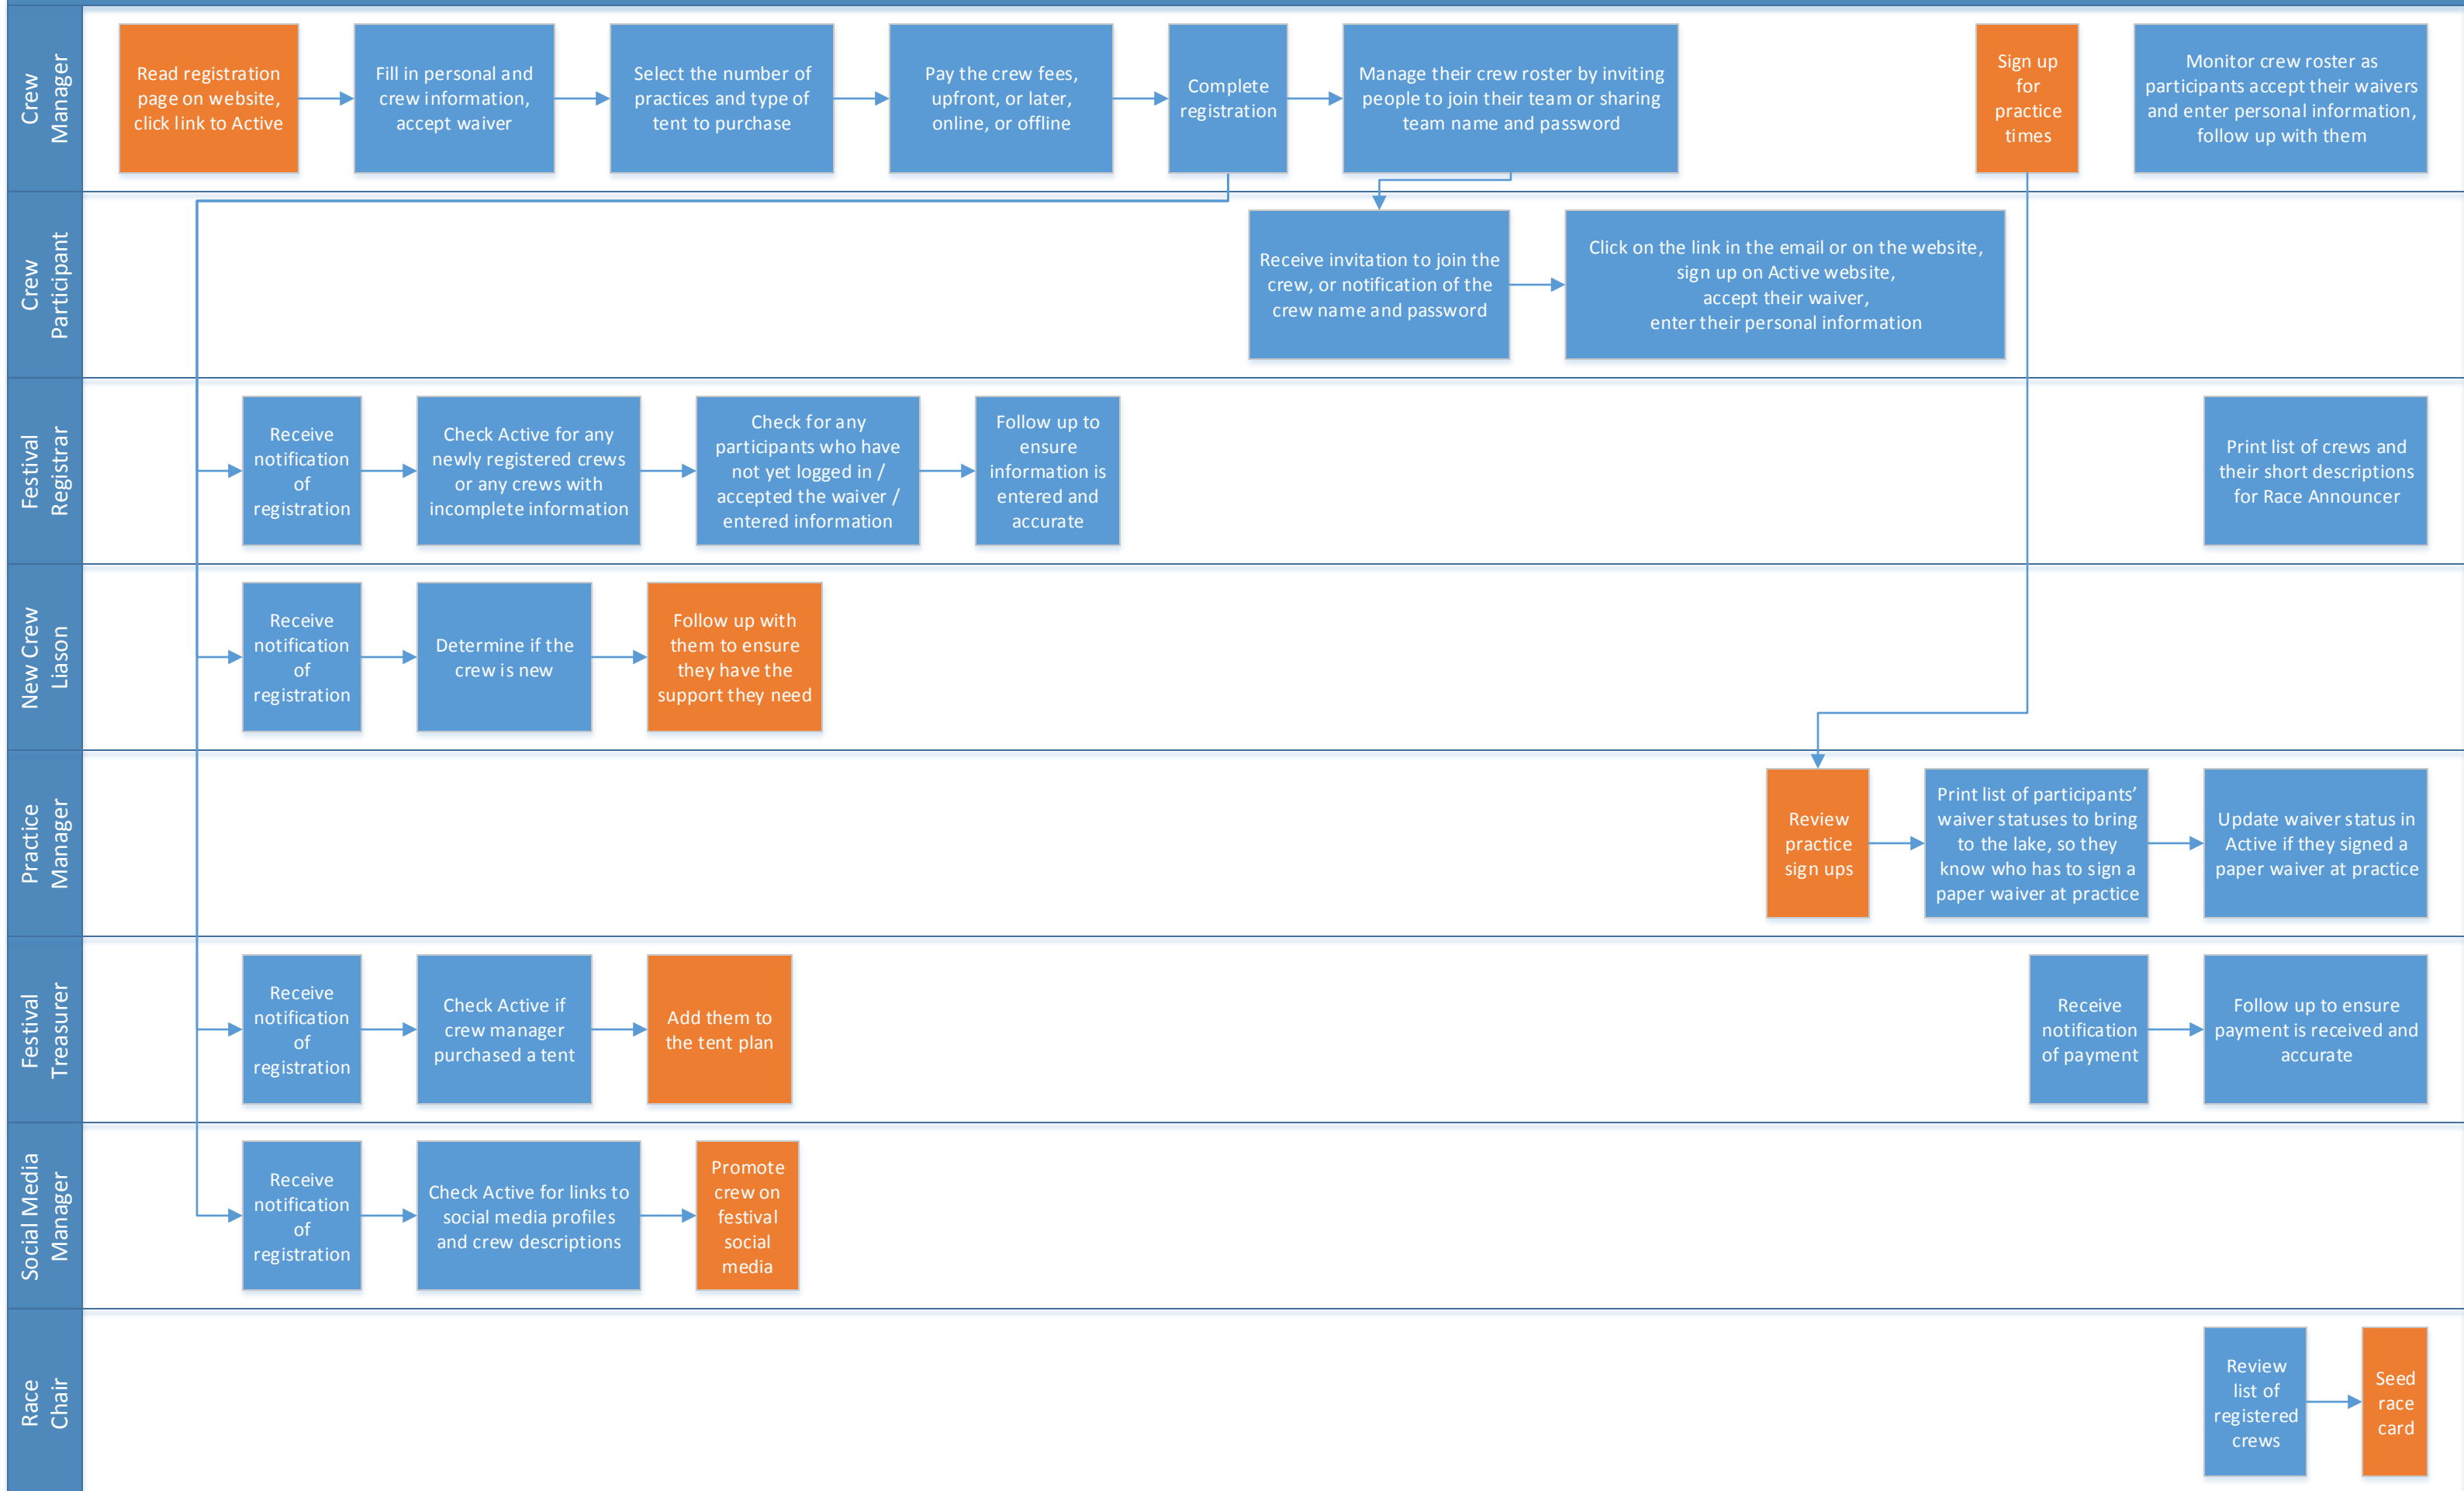 Crew
Manager
Read registration
page on website,
click link to Active
Fill in personal and
crew information,
accept waiver
Select the number of
practices and type of
tent to purchase
Pay the crew fees,
upfront, or later,
online, or offline
Complete
registration
Manage their crew roster by inviting
people to join their team or sharing
team name and password
Sign up
for
practice
times
Monitor crew roster as
participants accept their waivers
and enter personal information,
follow up with them
Crew
Participant
Receive invitation to join the
crew, or notification of the
crew name and password
Click on the link in the email or on the website,
sign up on Active website,
accept their waiver,
enter their personal information
Festival
Registrar
Receive
notification
of
registration
Check Active for any
newly registered crews
or any crews with
incomplete information
Check for any
participants who have
not yet logged in /
accepted the waiver /
entered information
Follow up to
ensure
information is
entered and
accurate
Print list of crews and
their short descriptions
for Race Announcer
New Crew
Liason
Receive
notification
of
registration
Determine if the
crew is new
Follow up with
them to ensure
they have the
support they need
Practice
Manager
Review
practice
sign ups
Print list of participants’
waiver statuses to bring
to the lake, so they
know who has to sign a
paper waiver at practice
Update waiver status in
Active if they signed a
paper waiver at practice
Festival
Treasurer
Receive
notification
of
registration
Check Active if
crew manager
purchased a tent
Add them to
the tent plan
Receive
notification
of payment
Follow up to ensure
payment is received and
accurate
Social Media
Manager
Receive
notification
of
registration
Check Active for links to
social media profiles
and crew descriptions
Promote
crew on
festival
social
media
Race
Chair
Review
list of
registered
crews
Seed
race
card